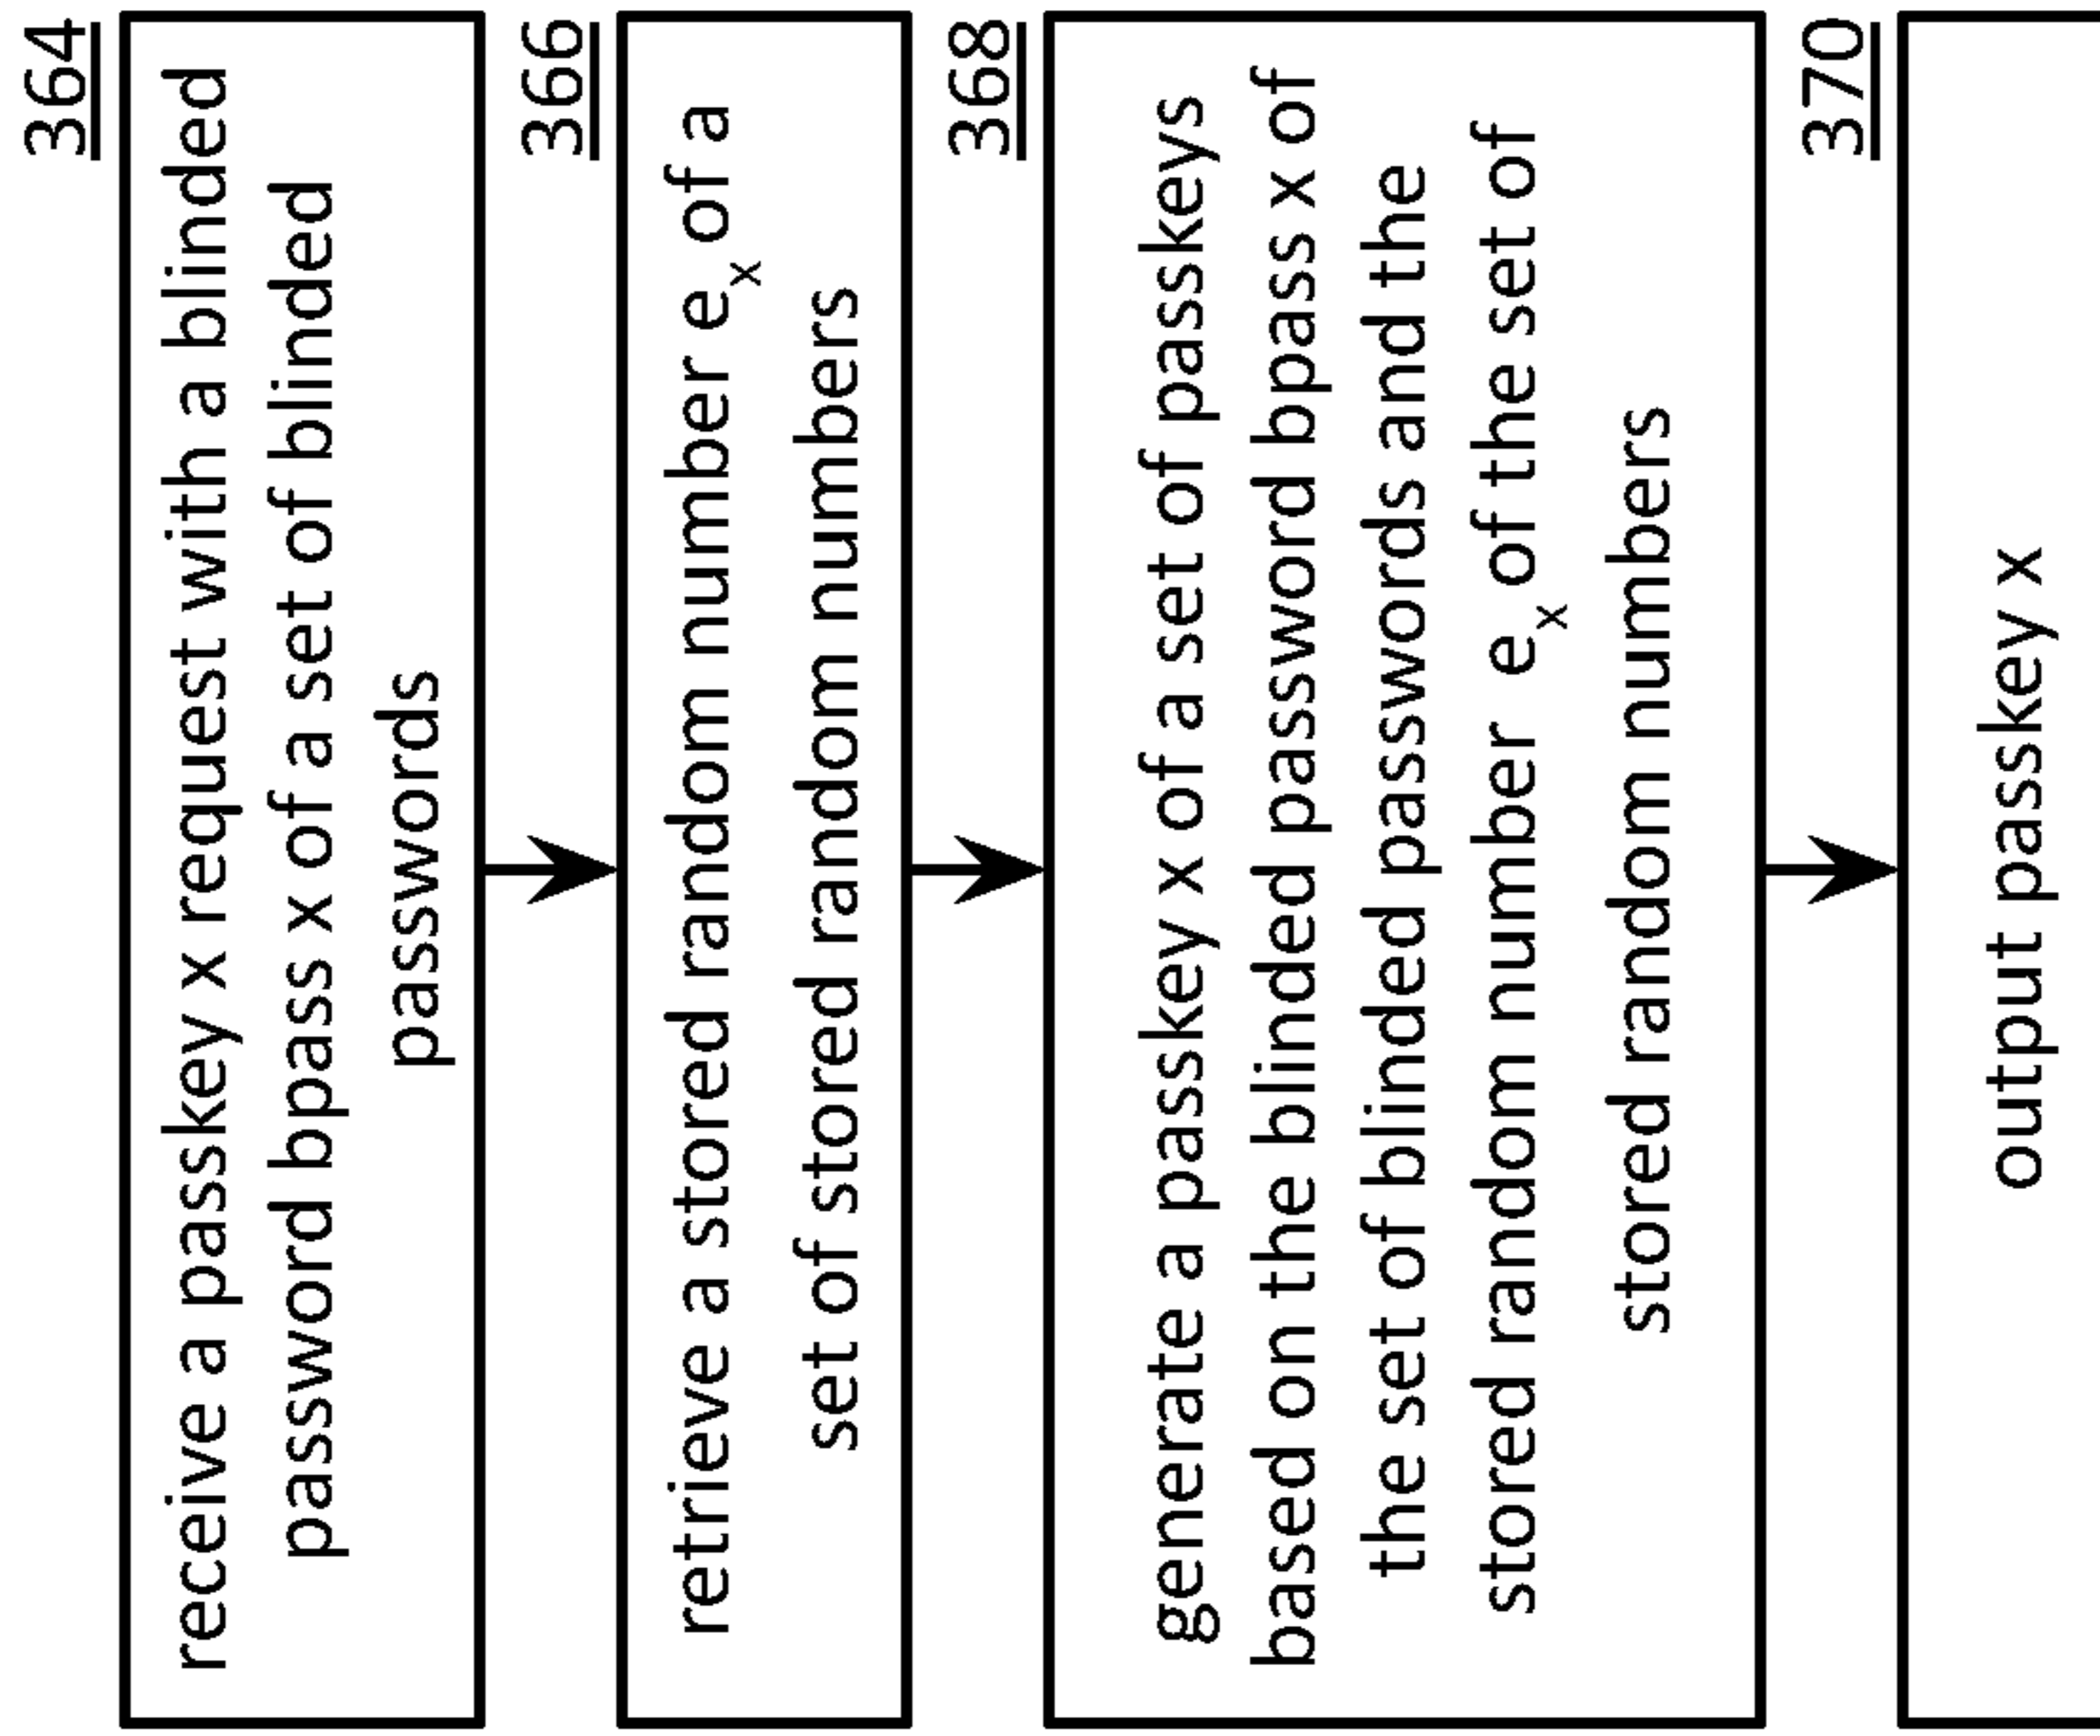 364
receive a passkey x request with a blinded
password bpass x of a set of blinded
passwords
366
retrieve a stored random number eₓ of a
set of stored random numbers
368
generate a passkey x of a set of passkeys
based on the blinded password bpass x of
the set of blinded passwords and the
stored random number eₓ of the set of
stored random numbers
370
output passkey x